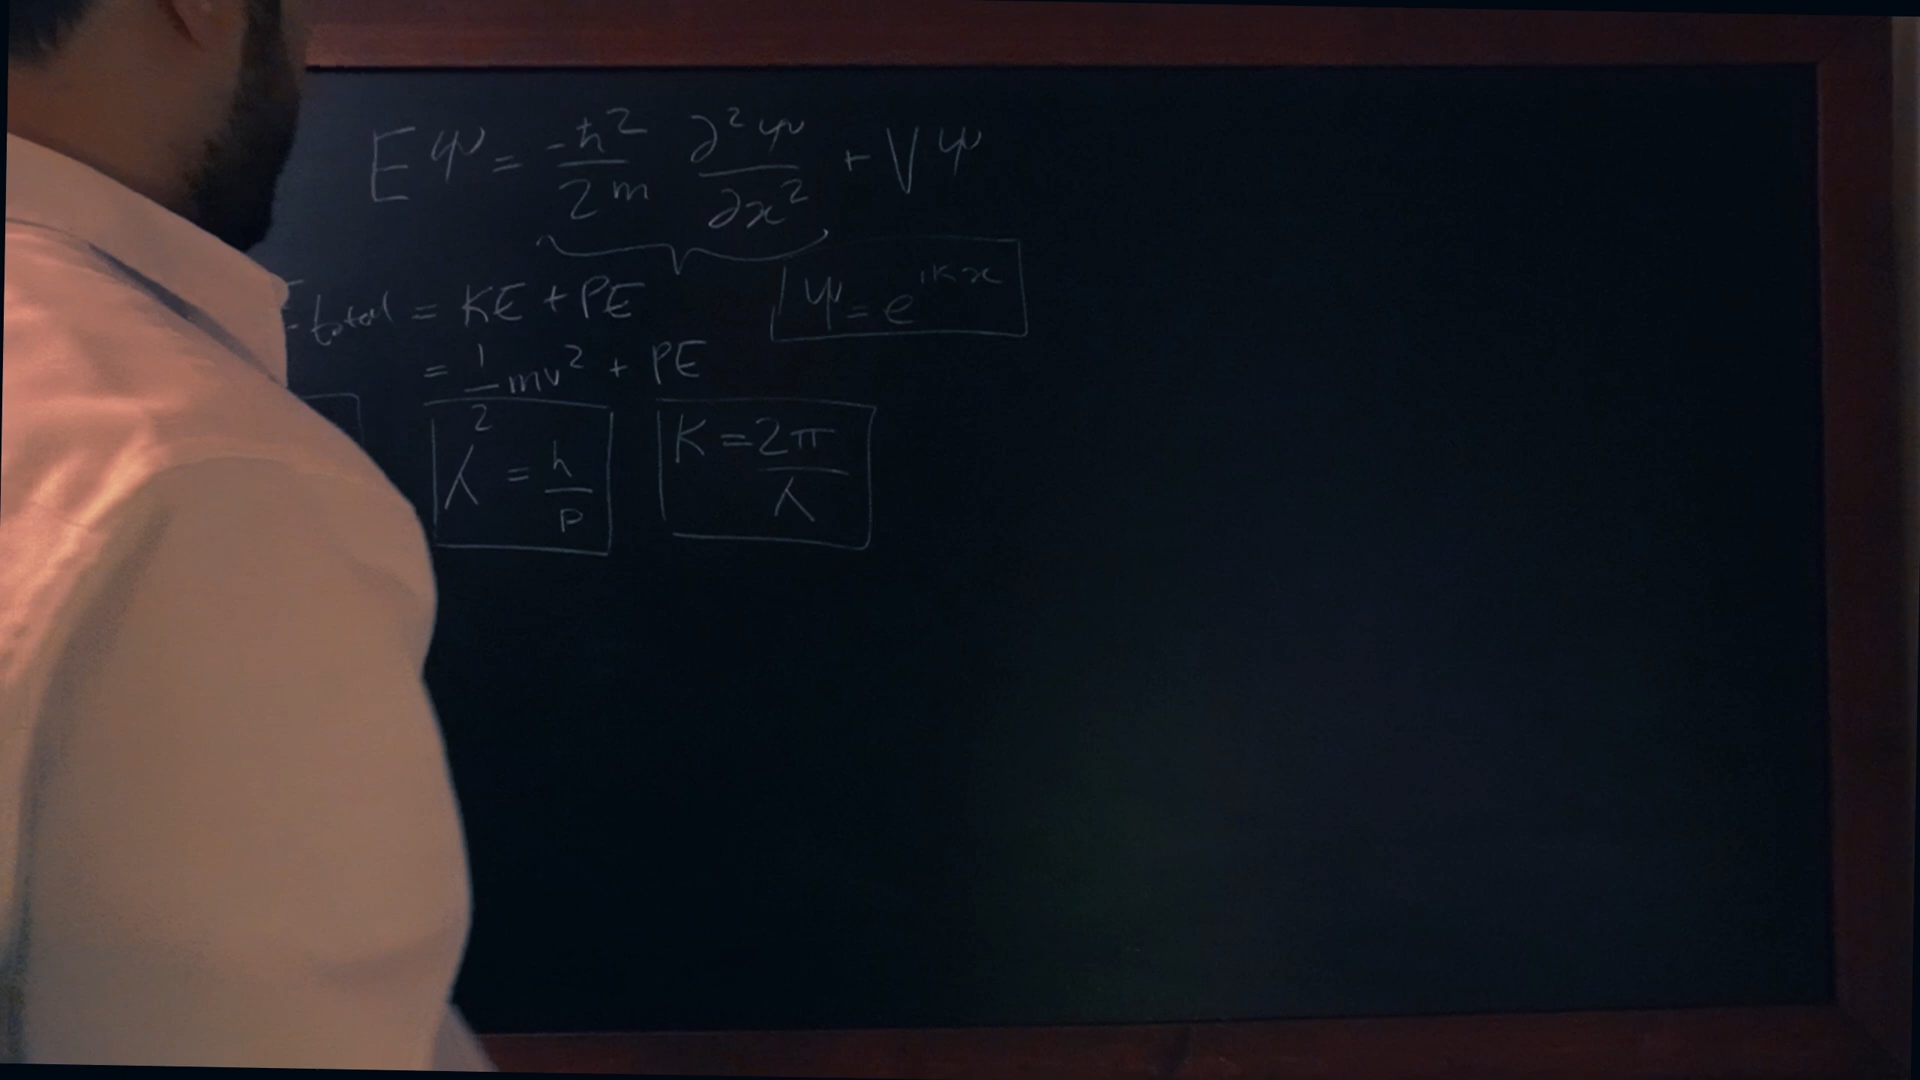 Eψ = -ħ²/2m ∂²ψ/∂x² + Vψ
total = KE + PE
ψ = e^{ikx}
= 1/2 mv² + PE
λ = h/p
K = 2π/λ